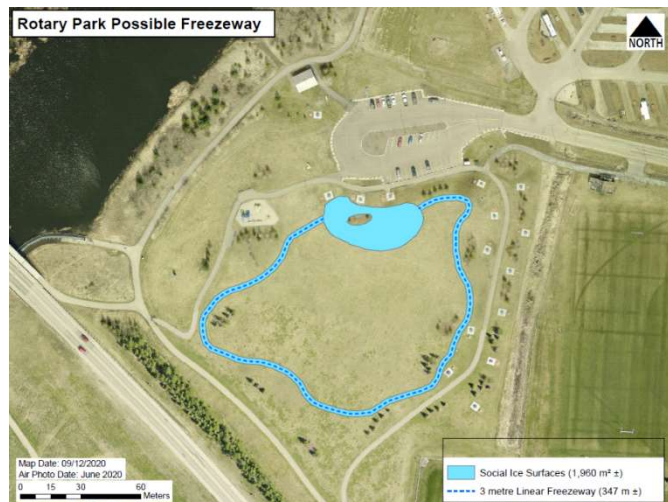 Rotary Park Possible Freezeway
NORTH
Map Date: 09/12/2020
Air Photo Date: June 2020
0 15 30 60
Meters
Social Ice Surfaces (1,960 m² ±)
3 metre Linear Freezeway (347 m ±)